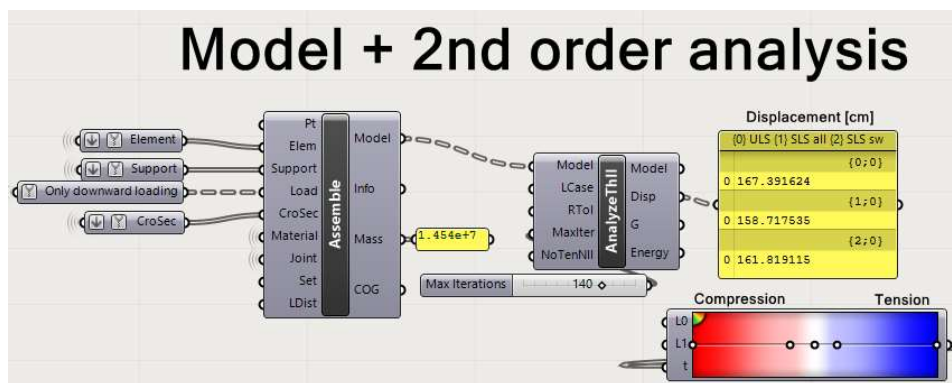 Model + 2nd order analysis
Element
Support
Only downward loading
CroSec
Pt
Elem
Support
Load
CroSec
Material
Joint
Set
LDist
Assemble
Model
Info
Mass
COG
1.454e+7
Max Iterations
140
Model
LCase
RTol
MaxIter
NoTenNII
AnalyzeThII
Model
Disp
G
Energy
Displacement [cm]
{0} ULS {1} SLS all {2} SLS sw
{0;0}
0 167.391624
{1;0}
0 158.717535
{2;0}
0 161.819115
Compression Tension
L0
L1
t